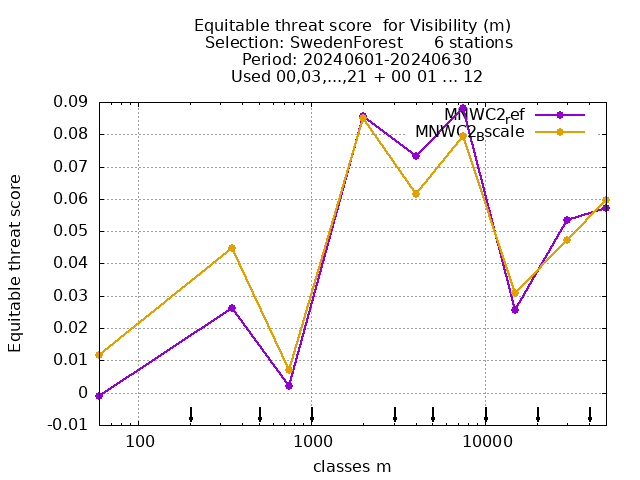 Equitable threat score  for Visibility (m)
Selection: SwedenForest      6 stations
Period: 20240601-20240630
Used 00,03,...,21 + 00 01 ... 12
MNWC2ref
MNWC2Bscale
0.09
0.08
0.07
0.06
0.05
0.04
0.03
0.02
0.01
0
-0.01
Equitable threat score
100
1000
10000
classes m